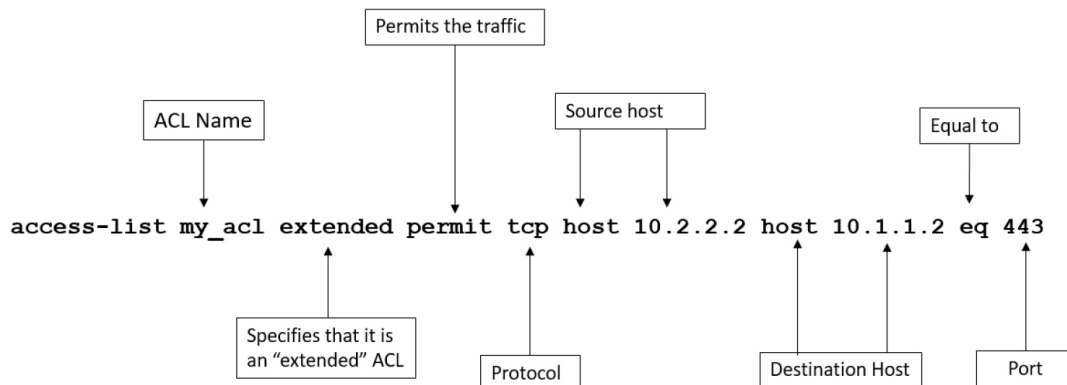 Permits the traffic
ACL Name
Source host
Equal to
access-list my_acl extended permit tcp host 10.2.2.2 host 10.1.1.2 eq 443
Specifies that it is
an “extended” ACL
Protocol
Destination Host
Port